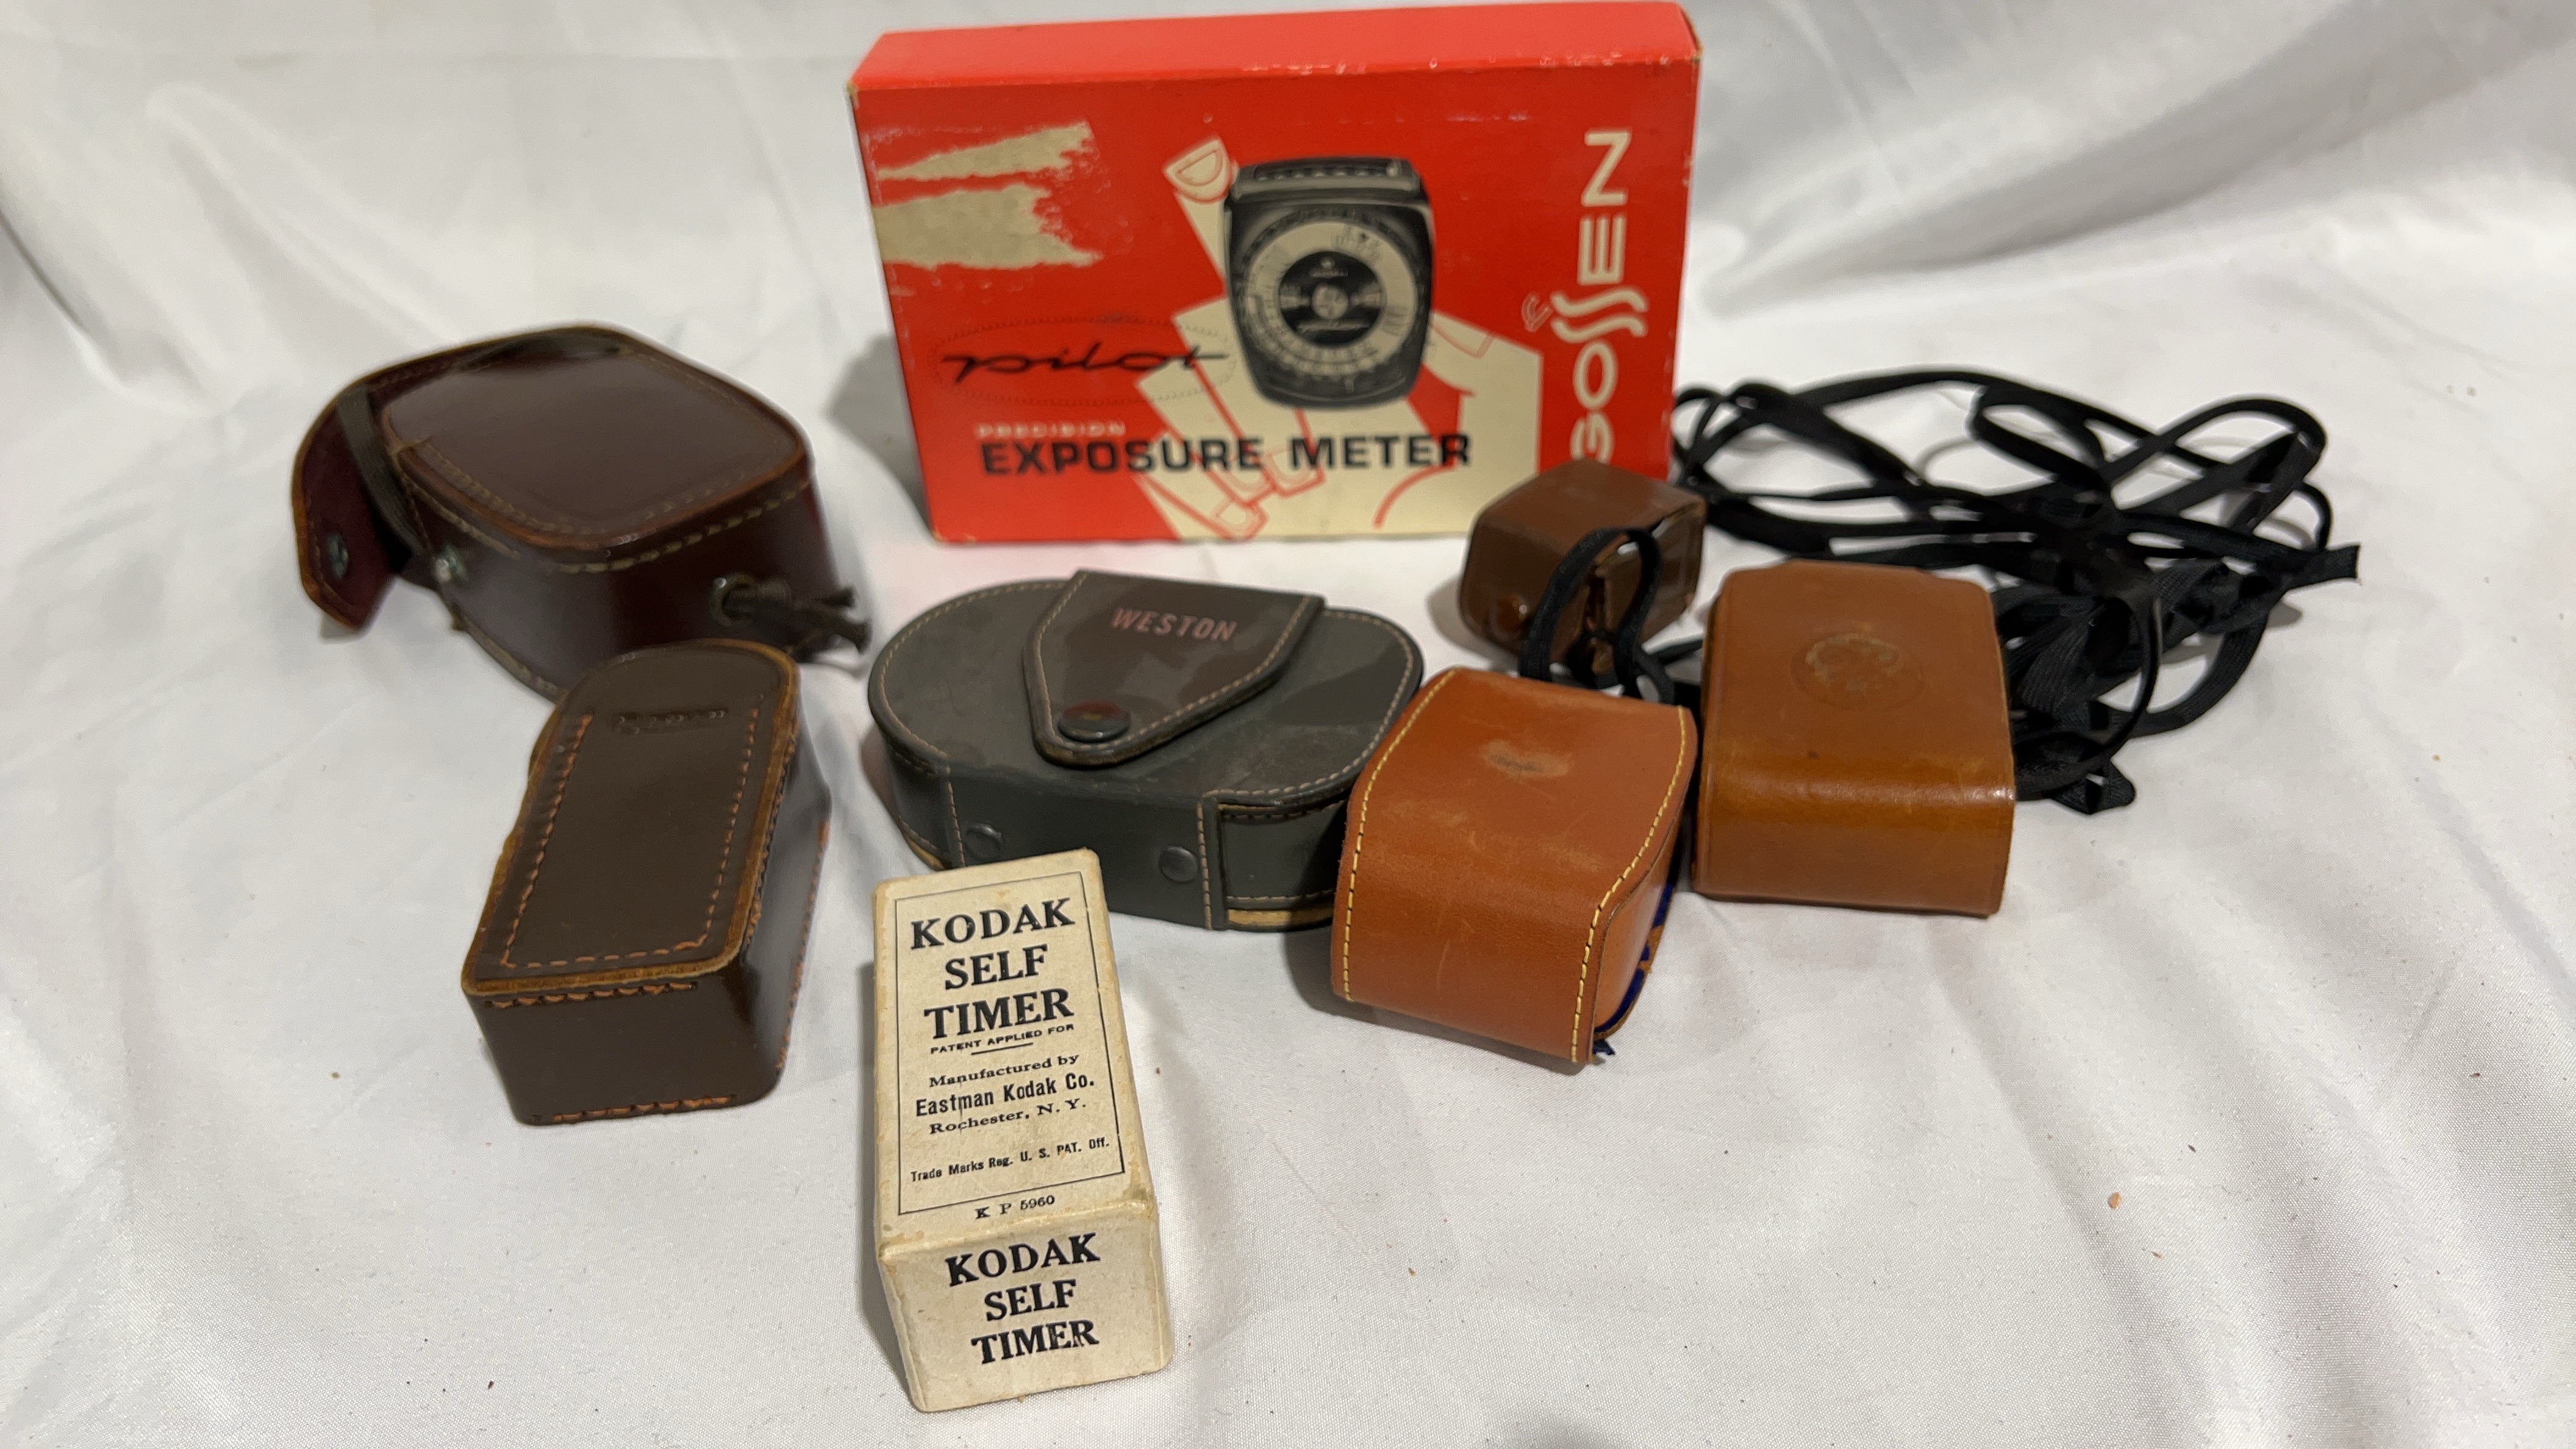 GOSSEN
pilot
PRECISION
EXPOSURE METER
WESTON
KODAK
SELF
TIMER
PATENT APPLIED FOR
Manufactured by
Eastman Kodak Co.
Rochester, N. Y.
Trade Marks Reg. U. S. PAT. Off.
K P 5960
KODAK
SELF
TIMER